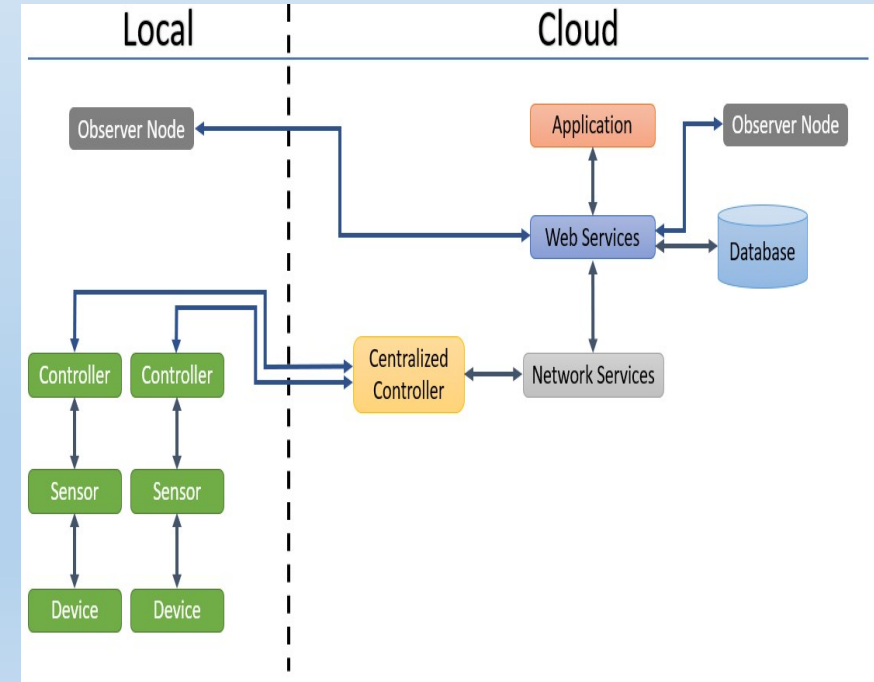 Local
Cloud
Observer Node
Application
Observer Node
Web Services
Database
Centralized
Controller
Controller
Controller
Network Services
Sensor
Sensor
Device
Device